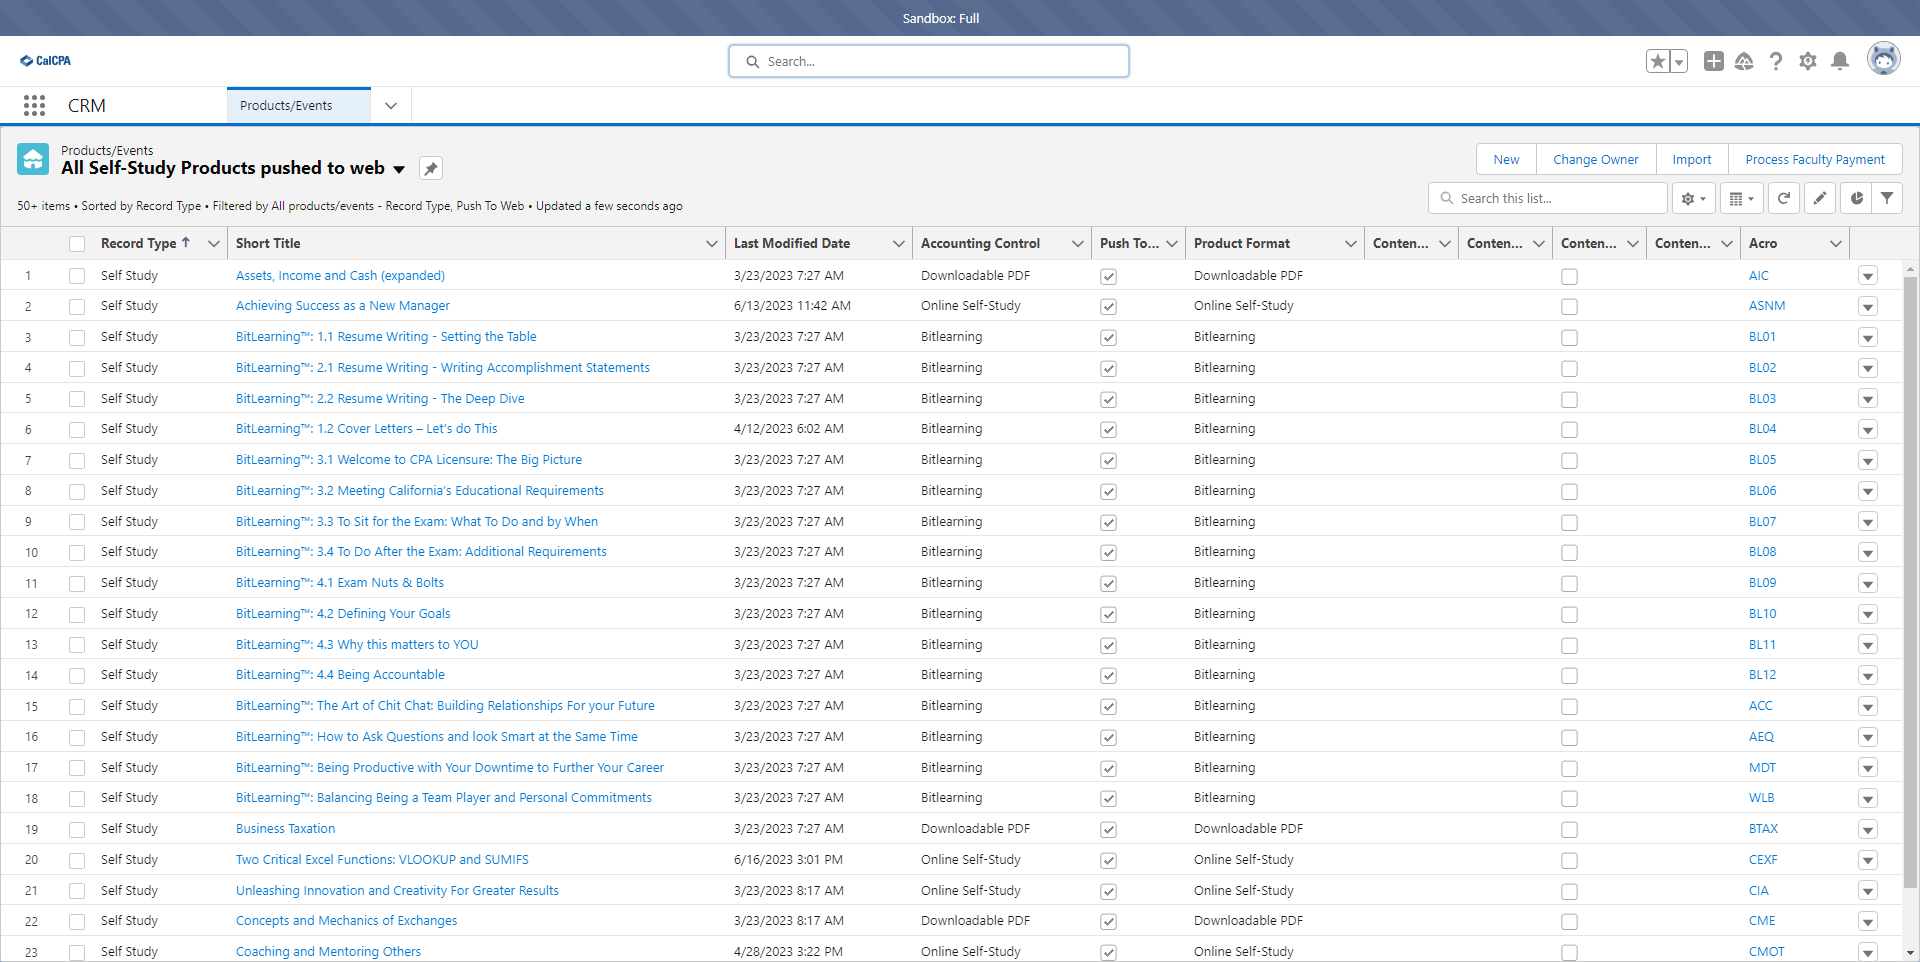 Sandbox: Full
CalCPA
Search...
CRM
Products/Events
Products/Events
All Self-Study Products pushed to web
New Change Owner Import Process Faculty Payment
50+ items • Sorted by Record Type • Filtered by All products/events - Record Type, Push To Web • Updated a few seconds ago
Search this list...
Record Type Short Title Last Modified Date Accounting Control Push To... Product Format Conten... Conten... Conten... Conten... Acro
1 Self Study Assets, Income and Cash (expanded) 3/23/2023 7:27 AM Downloadable PDF Downloadable PDF AIC
2 Self Study Achieving Success as a New Manager 6/13/2023 11:42 AM Online Self-Study Online Self-Study ASNM
3 Self Study BitLearning™: 1.1 Resume Writing - Setting the Table 3/23/2023 7:27 AM Bitlearning Bitlearning BL01
4 Self Study BitLearning™: 2.1 Resume Writing - Writing Accomplishment Statements 3/23/2023 7:27 AM Bitlearning Bitlearning BL02
5 Self Study BitLearning™: 2.2 Resume Writing - The Deep Dive 3/23/2023 7:27 AM Bitlearning Bitlearning BL03
6 Self Study BitLearning™: 1.2 Cover Letters – Let's do This 4/12/2023 6:02 AM Bitlearning Bitlearning BL04
7 Self Study BitLearning™: 3.1 Welcome to CPA Licensure: The Big Picture 3/23/2023 7:27 AM Bitlearning Bitlearning BL05
8 Self Study BitLearning™: 3.2 Meeting California's Educational Requirements 3/23/2023 7:27 AM Bitlearning Bitlearning BL06
9 Self Study BitLearning™: 3.3 To Sit for the Exam: What To Do and by When 3/23/2023 7:27 AM Bitlearning Bitlearning BL07
10 Self Study BitLearning™: 3.4 To Do After the Exam: Additional Requirements 3/23/2023 7:27 AM Bitlearning Bitlearning BL08
11 Self Study BitLearning™: 4.1 Exam Nuts & Bolts 3/23/2023 7:27 AM Bitlearning Bitlearning BL09
12 Self Study BitLearning™: 4.2 Defining Your Goals 3/23/2023 7:27 AM Bitlearning Bitlearning BL10
13 Self Study BitLearning™: 4.3 Why this matters to YOU 3/23/2023 7:27 AM Bitlearning Bitlearning BL11
14 Self Study BitLearning™: 4.4 Being Accountable 3/23/2023 7:27 AM Bitlearning Bitlearning BL12
15 Self Study BitLearning™: The Art of Chit Chat: Building Relationships For your Future 3/23/2023 7:27 AM Bitlearning Bitlearning ACC
16 Self Study BitLearning™: How to Ask Questions and look Smart at the Same Time 3/23/2023 7:27 AM Bitlearning Bitlearning AEQ
17 Self Study BitLearning™: Being Productive with Your Downtime to Further Your Career 3/23/2023 7:27 AM Bitlearning Bitlearning MDT
18 Self Study BitLearning™: Balancing Being a Team Player and Personal Commitments 3/23/2023 7:27 AM Bitlearning Bitlearning WLB
19 Self Study Business Taxation 3/23/2023 7:27 AM Downloadable PDF Downloadable PDF BTAX
20 Self Study Two Critical Excel Functions: VLOOKUP and SUMIFS 6/16/2023 3:01 PM Online Self-Study Online Self-Study CEXF
21 Self Study Unleashing Innovation and Creativity For Greater Results 3/23/2023 8:17 AM Online Self-Study Online Self-Study CIA
22 Self Study Concepts and Mechanics of Exchanges 3/23/2023 8:17 AM Downloadable PDF Downloadable PDF CME
23 Self Study Coaching and Mentoring Others 4/28/2023 3:22 PM Online Self-Study Online Self-Study CMOT